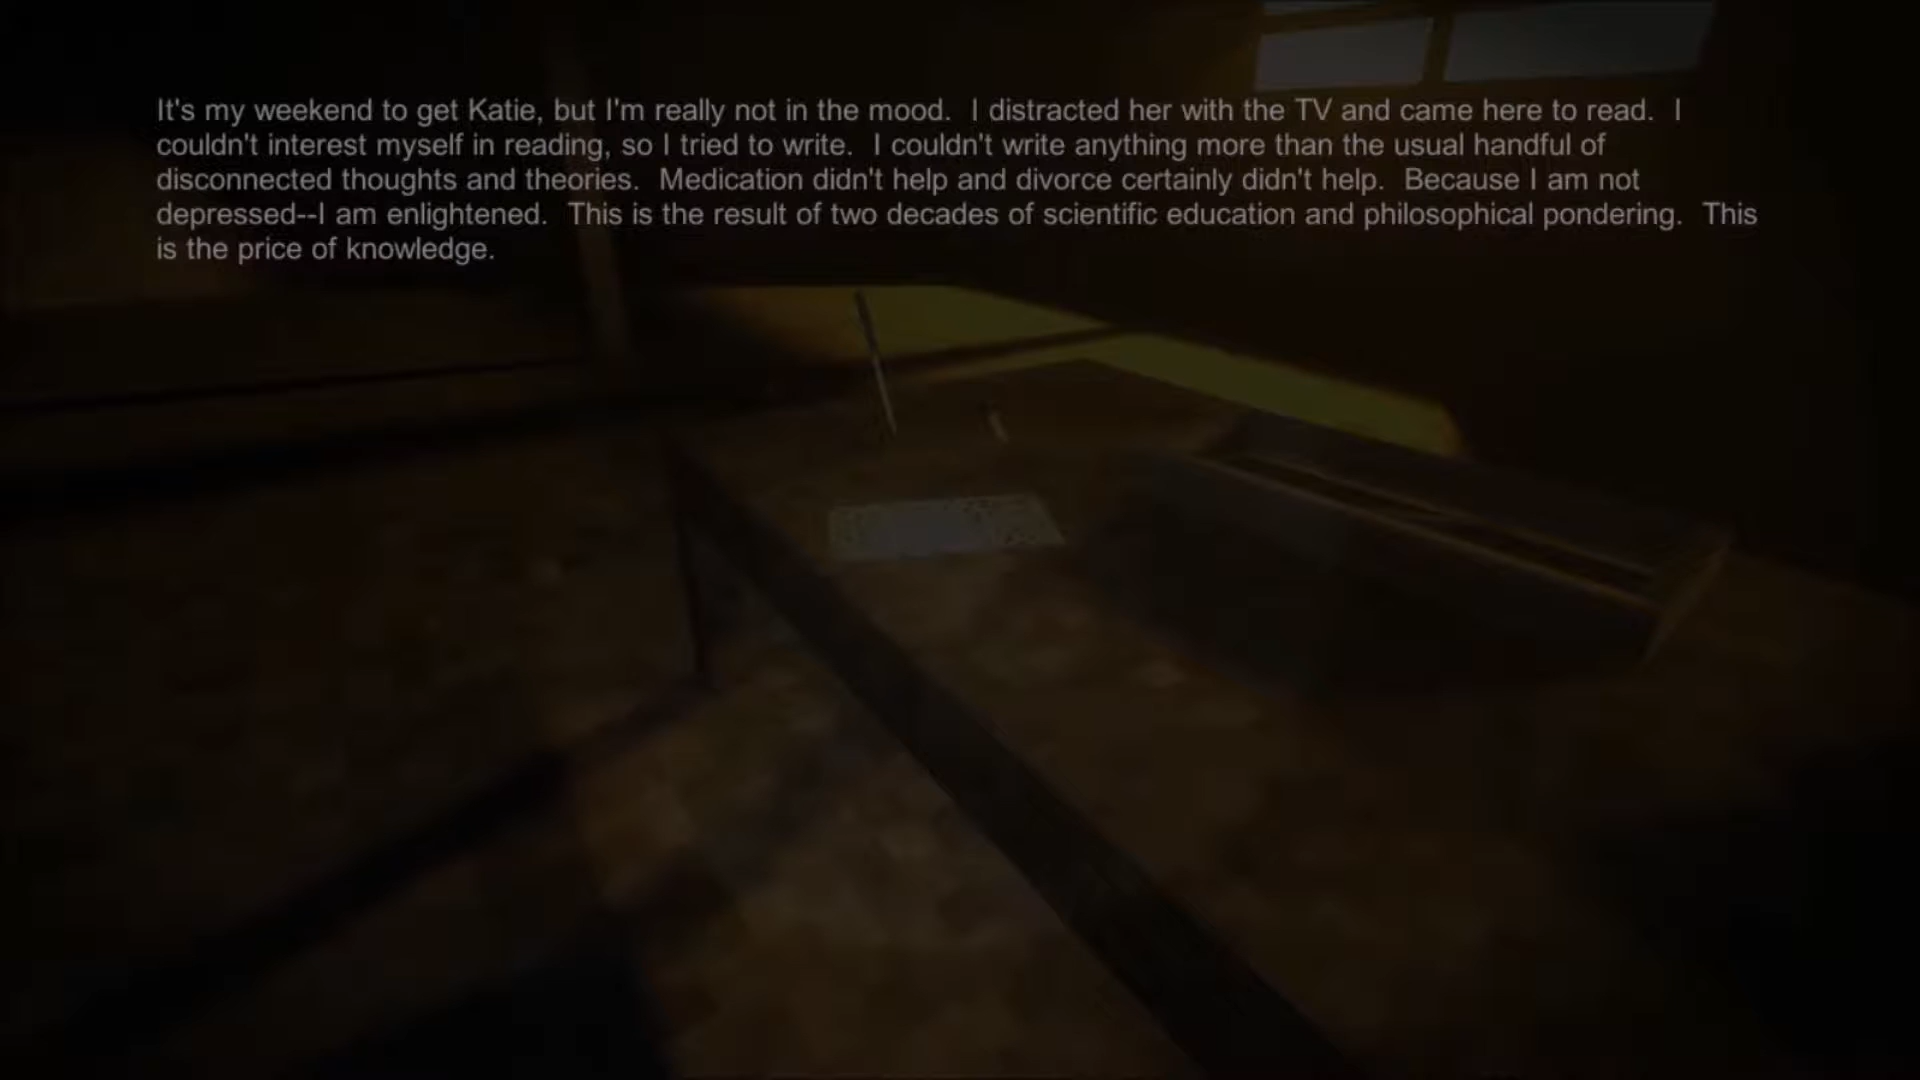 It's my weekend to get Katie, but I'm really not in the mood.  I distracted her with the TV and came here to read.  I
couldn't interest myself in reading, so I tried to write.  I couldn't write anything more than the usual handful of
disconnected thoughts and theories.  Medication didn't help and divorce certainly didn't help.  Because I am not
depressed--I am enlightened.  This is the result of two decades of scientific education and philosophical pondering.  This
is the price of knowledge.